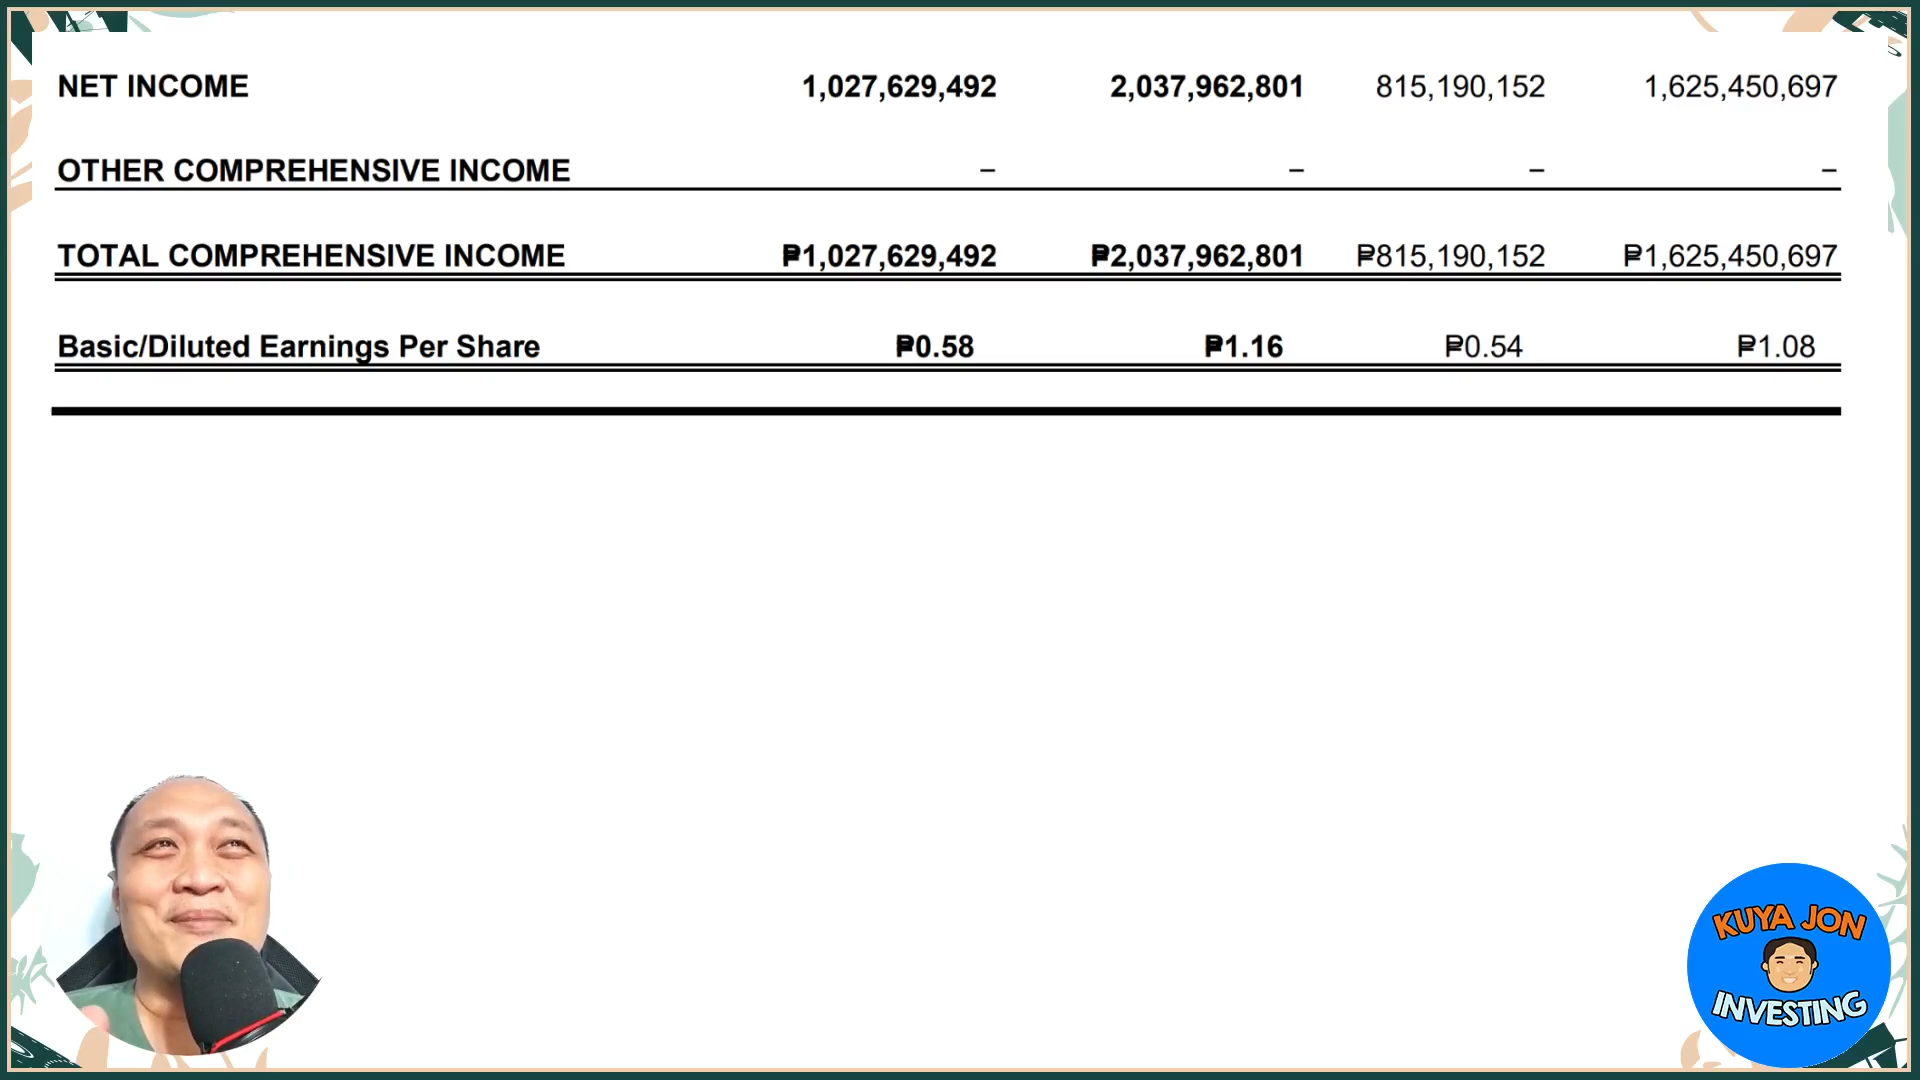 NET INCOME 1,027,629,492 2,037,962,801 815,190,152 1,625,450,697
OTHER COMPREHENSIVE INCOME – – – –
TOTAL COMPREHENSIVE INCOME ₱1,027,629,492 ₱2,037,962,801 ₱815,190,152 ₱1,625,450,697
Basic/Diluted Earnings Per Share ₱0.58 ₱1.16 ₱0.54 ₱1.08
KUYA JON
INVESTING